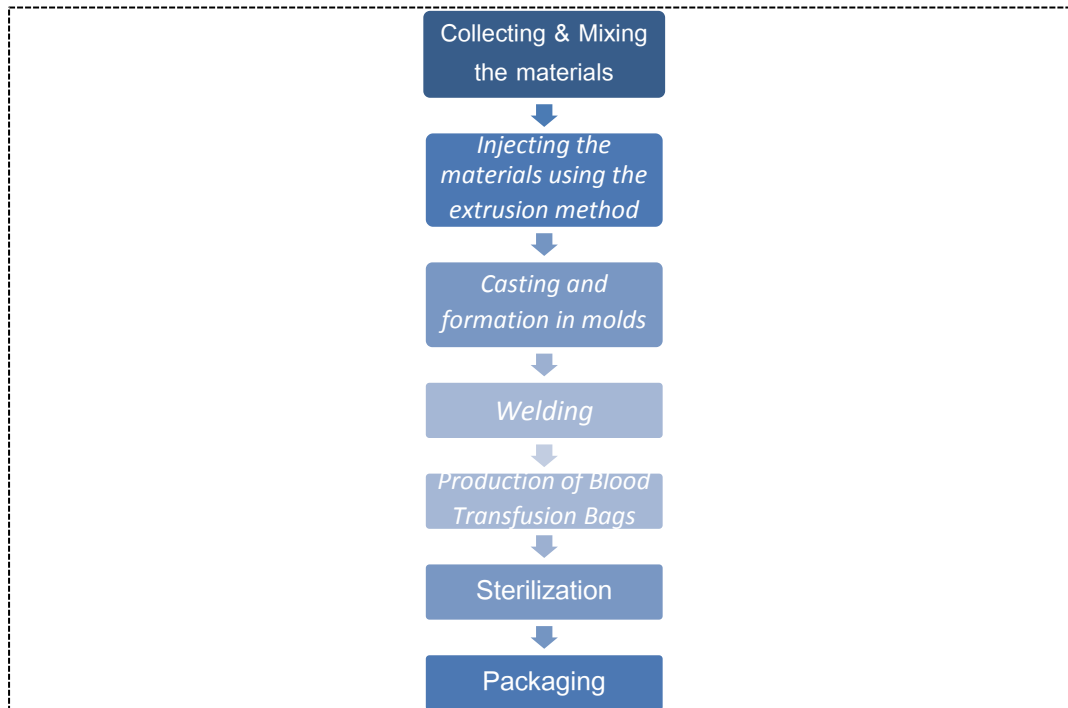 Collecting & Mixing
the materials
Injecting the
materials using the
extrusion method
Casting and
formation in molds
Welding
Production of Blood
Transfusion Bags
Sterilization
Packaging